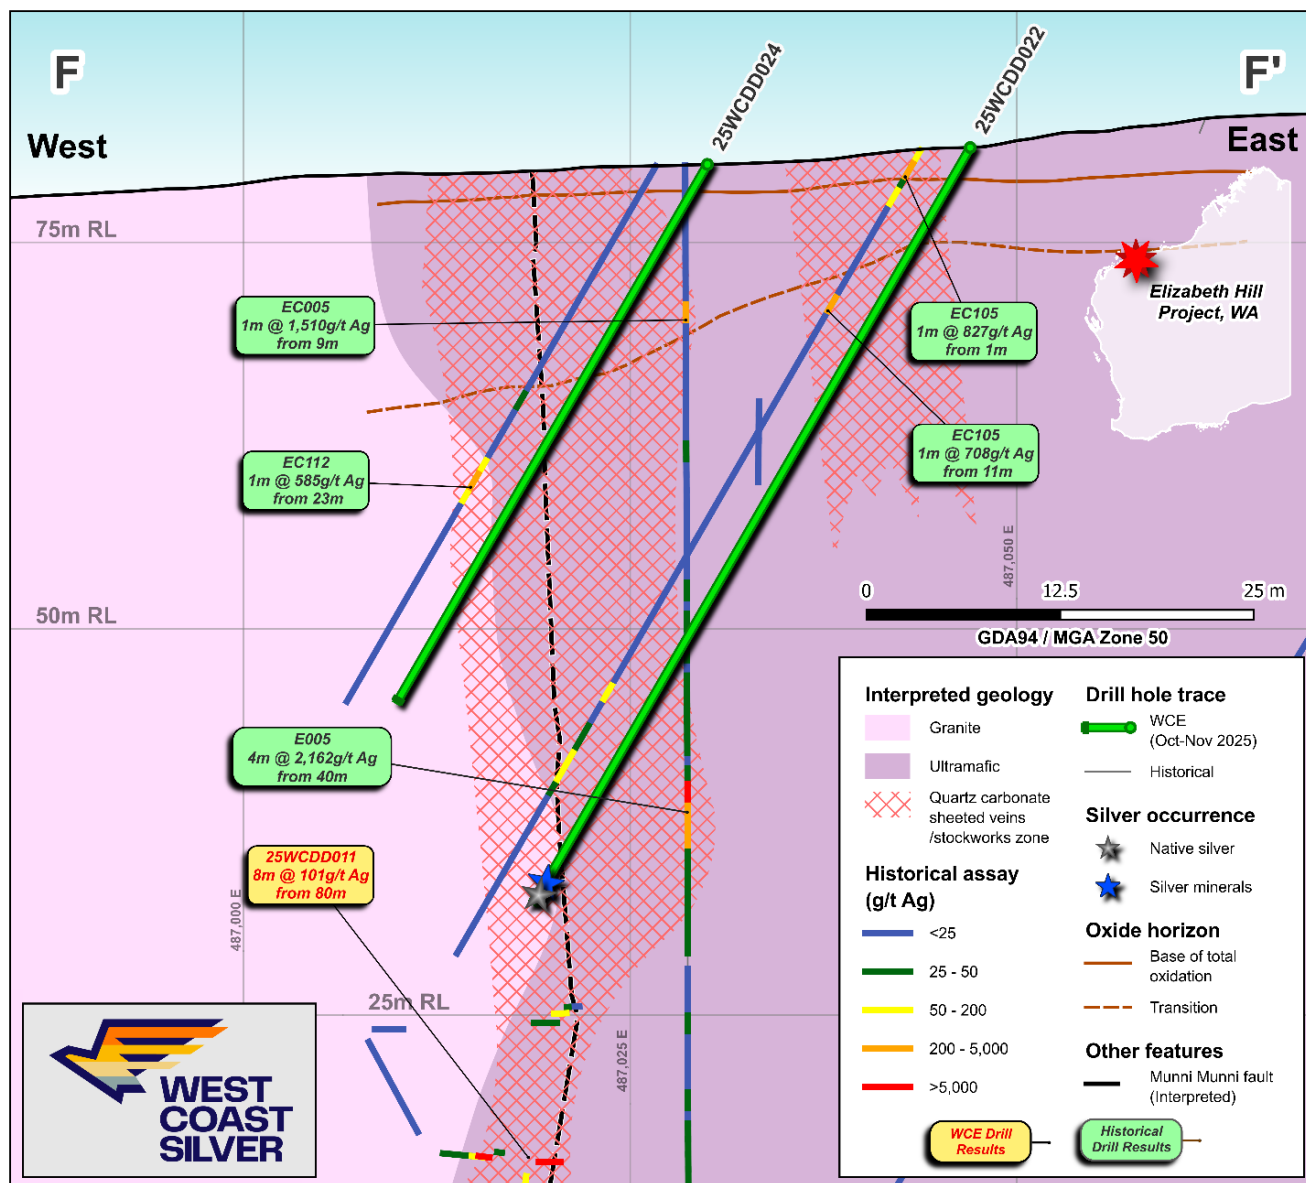 F
F'
West
East
25WCDD024
25WCDD022
75m RL
50m RL
25m RL
EC005
1m @ 1,510g/t Ag
from 9m
EC112
1m @ 585g/t Ag
from 23m
E005
4m @ 2,162g/t Ag
from 40m
25WCDD011
8m @ 101g/t Ag
from 80m
EC105
1m @ 827g/t Ag
from 1m
EC105
1m @ 708g/t Ag
from 11m
Elizabeth Hill
Project, WA
487,000 E
487,025 E
487,050 E
0 12.5 25 m
GDA94 / MGA Zone 50
Interpreted geology
Granite
Ultramafic
Quartz carbonate
sheeted veins
/stockworks zone
Historical assay
(g/t Ag)
<25
25 - 50
50 - 200
200 - 5,000
>5,000
Drill hole trace
WCE
(Oct-Nov 2025)
Historical
Silver occurrence
Native silver
Silver minerals
Oxide horizon
Base of total
oxidation
Transition
Other features
Munni Munni fault
(Interpreted)
WCE Drill
Results
Historical
Drill Results
WEST
COAST
SILVER